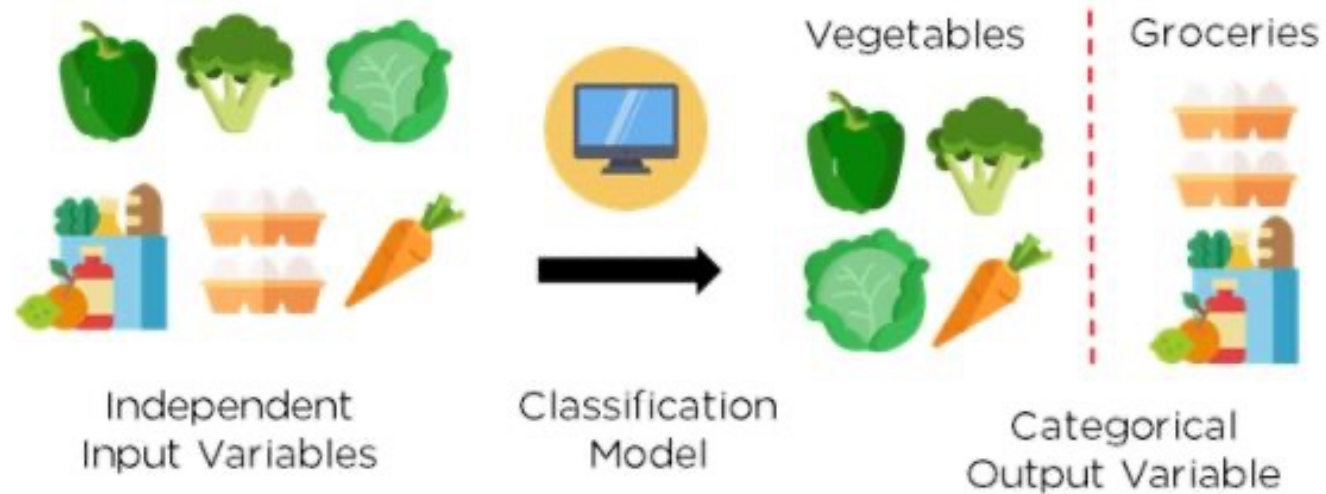 Vegetables
Groceries
Independent
Input Variables
Classification
Model
Categorical
Output Variable